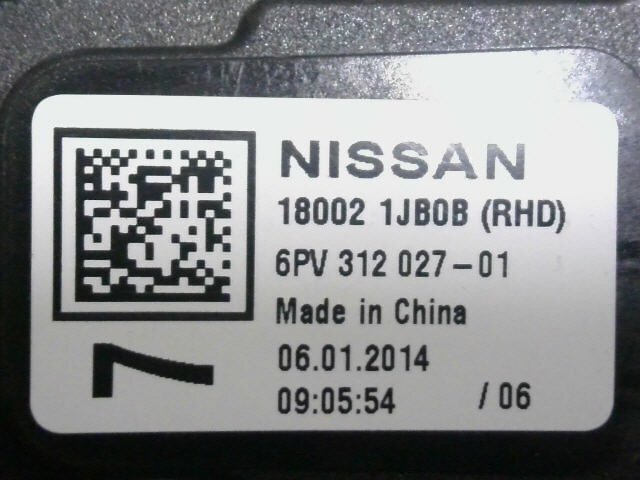 NISSAN
18002 1JB0B (RHD)
6PV 312 027-01
Made in China
06.01.2014
09:05:54 / 06
7